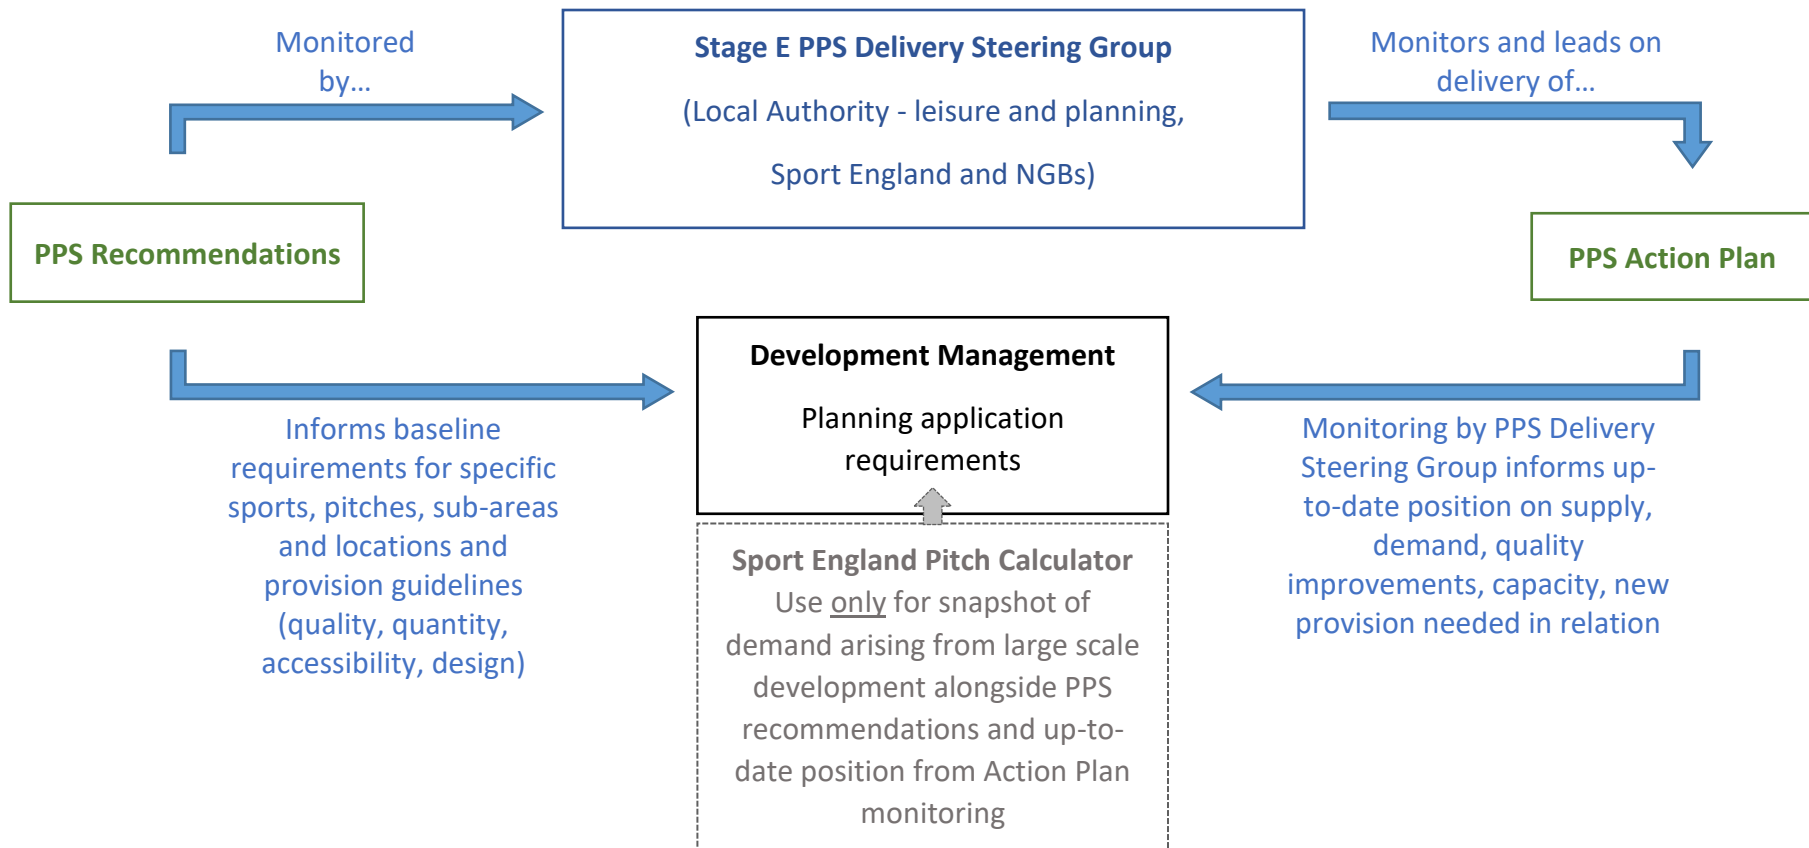 Monitored
by...
Stage E PPS Delivery Steering Group
(Local Authority - leisure and planning,
Sport England and NGBs)
Monitors and leads on
delivery of...
PPS Recommendations
PPS Action Plan
Development Management
Planning application
requirements
Informs baseline
requirements for specific
sports, pitches, sub-areas
and locations and
provision guidelines
(quality, quantity,
accessibility, design)
Monitoring by PPS Delivery
Steering Group informs up-
to-date position on supply,
demand, quality
improvements, capacity, new
provision needed in relation
Sport England Pitch Calculator
Use only for snapshot of
demand arising from large scale
development alongside PPS
recommendations and up-to-
date position from Action Plan
monitoring